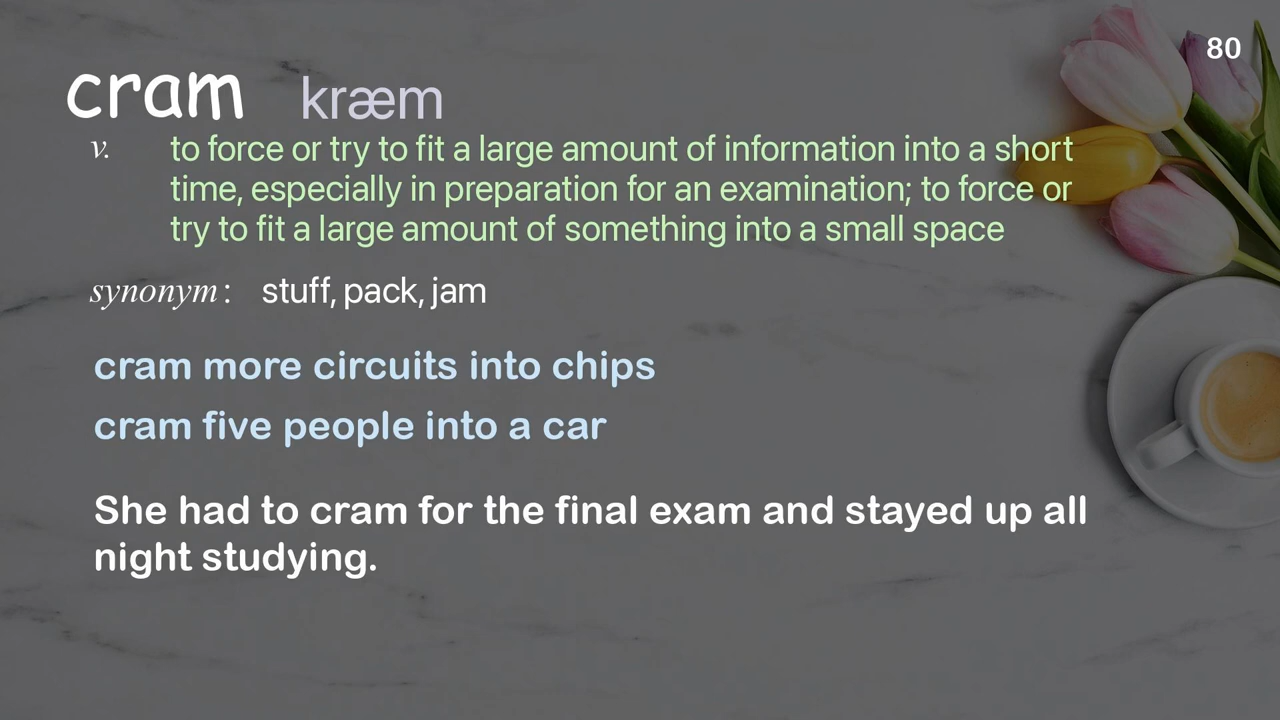 80
cram kræm
v. to force or try to fit a large amount of information into a short
time, especially in preparation for an examination; to force or
try to fit a large amount of something into a small space
synonym : stuff, pack, jam
cram more circuits into chips
cram five people into a car
She had to cram for the final exam and stayed up all
night studying.